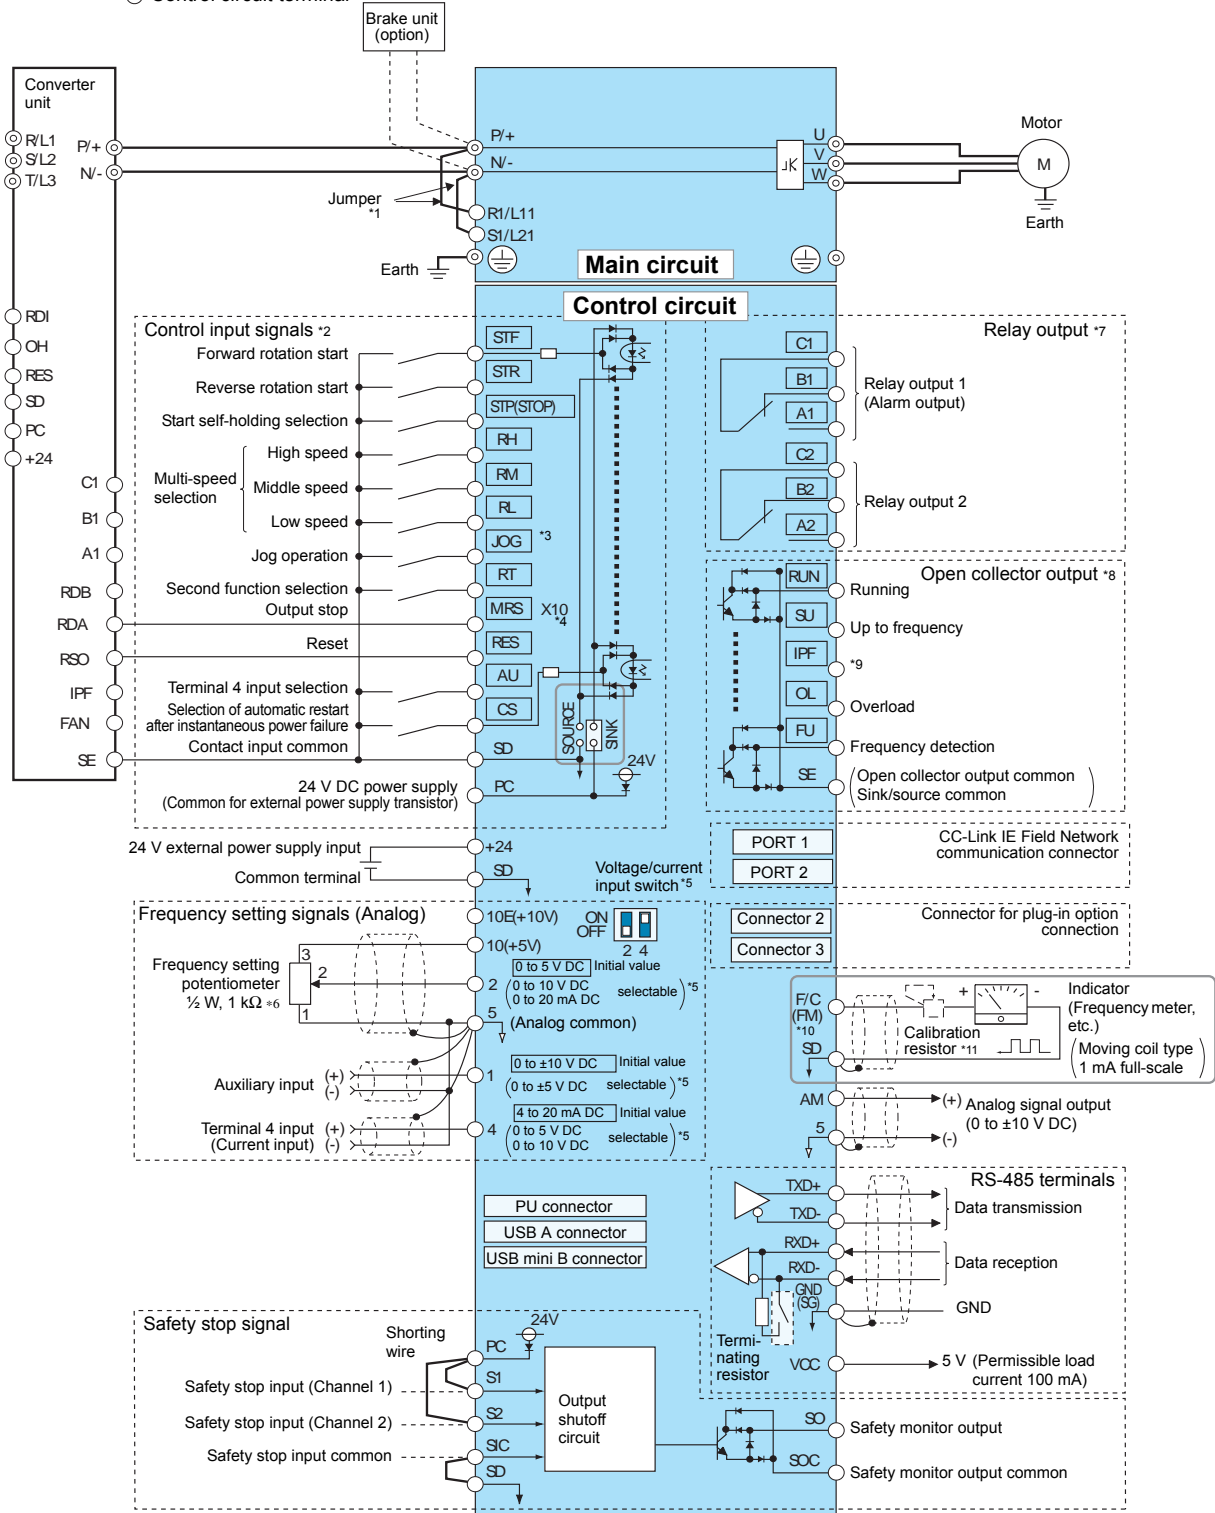 Control circuit terminal
Brake unit
(option)
Converter
unit
R/L1
S/L2
T/L3
P/+
N/-
P/+
N/-
Jumper
*1
R1/L11
S1/L21
Earth
Main circuit
U
V
W
Motor
M
Earth
RDI
OH
RES
SD
PC
+24
C1
B1
A1
RDB
RDA
RSO
IPF
FAN
SE
Control circuit
Control input signals *2
Forward rotation start
STF
Reverse rotation start
STR
Start self-holding selection
STP(STOP)
Multi-speed
selection
High speed
RH
Middle speed
RM
Low speed
RL
Jog operation
JOG *3
Second function selection
RT
Output stop
MRS X10
*4
Reset
RES
Terminal 4 input selection
AU
Selection of automatic restart
after instantaneous power failure
CS
Contact input common
SD
SOURCE
SINK
24V
24 V DC power supply
(Common for external power supply transistor)
PC
Relay output *7
C1
B1
A1
Relay output 1
(Alarm output)
C2
B2
A2
Relay output 2
Open collector output *8
RUN
Running
SU
Up to frequency
IPF
*9
OL
Overload
FU
Frequency detection
SE
(Open collector output common
Sink/source common)
24 V external power supply input
+24
Common terminal
SD
Voltage/current
input switch *5
PORT 1
PORT 2
CC-Link IE Field Network
communication connector
Frequency setting signals (Analog)
10E(+10V)
ON
OFF
2 4
10(+5V)
Frequency setting
potentiometer
½ W, 1 kΩ *6
3
2
1
2
0 to 5 V DC Initial value
(0 to 10 V DC
0 to 20 mA DC selectable) *5
5
(Analog common)
Auxiliary input (+)
(-)
1
0 to ±10 V DC Initial value
(0 to ±5 V DC selectable) *5
Terminal 4 input (+)
(Current input) (-)
4
4 to 20 mA DC Initial value
(0 to 5 V DC
0 to 10 V DC selectable) *5
Connector 2
Connector 3
Connector for plug-in option
connection
F/C
(FM)
*10
SD
+ -
Calibration
resistor *11
Indicator
(Frequency meter,
etc.)
(Moving coil type
1 mA full-scale)
AM
5
(+)
(-)
Analog signal output
(0 to ±10 V DC)
PU connector
USB A connector
USB mini B connector
RS-485 terminals
TXD+
TXD-
Data transmission
RXD+
RXD-
Data reception
GND
(SG)
GND
Termi-
nating
resistor
VCC
5 V (Permissible load
current 100 mA)
Safety stop signal
Shorting
wire
24V
PC
Safety stop input (Channel 1)
S1
Safety stop input (Channel 2)
S2
Safety stop input common
SIC
SD
Output
shutoff
circuit
SO
Safety monitor output
SOC
Safety monitor output common